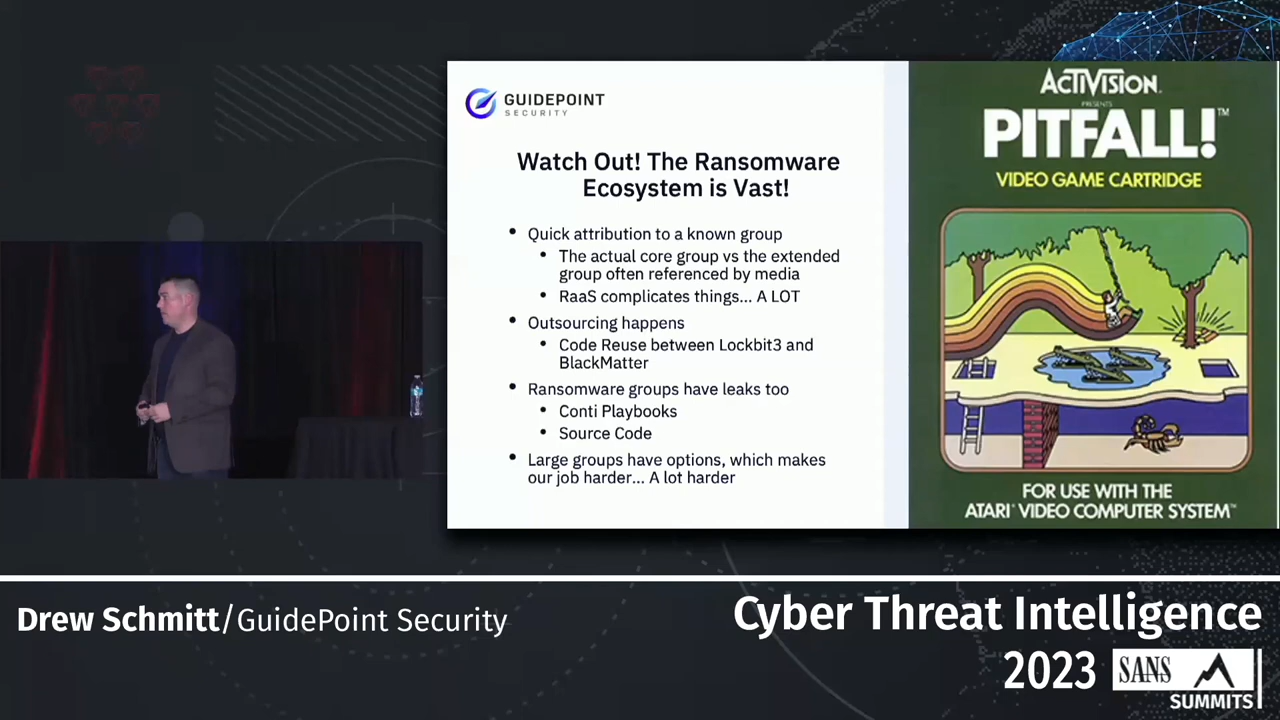 GUIDEPOINT
SECURITY
Watch Out! The Ransomware
Ecosystem is Vast!
• Quick attribution to a known group
• The actual core group vs the extended
group often referenced by media
• RaaS complicates things... A LOT
• Outsourcing happens
• Code Reuse between Lockbit3 and
BlackMatter
• Ransomware groups have leaks too
• Conti Playbooks
• Source Code
• Large groups have options, which makes
our job harder... A lot harder
ACTIVISION.
PRESENTS
PITFALL!™
VIDEO GAME CARTRIDGE
FOR USE WITH THE
ATARI® VIDEO COMPUTER SYSTEM™
Drew Schmitt/GuidePoint Security
Cyber Threat Intelligence
2023
SANS
SUMMITS